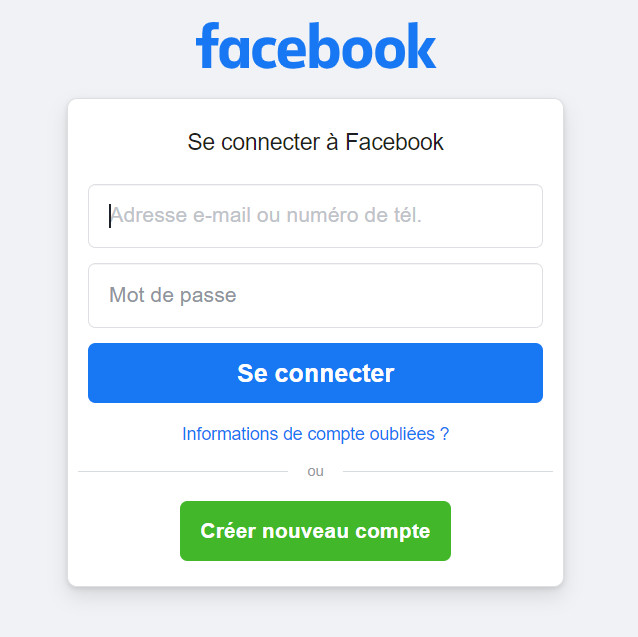 facebook
Se connecter à Facebook
Adresse e-mail ou numéro de tél.
Mot de passe
Se connecter
Informations de compte oubliées ?
ou
Créer nouveau compte